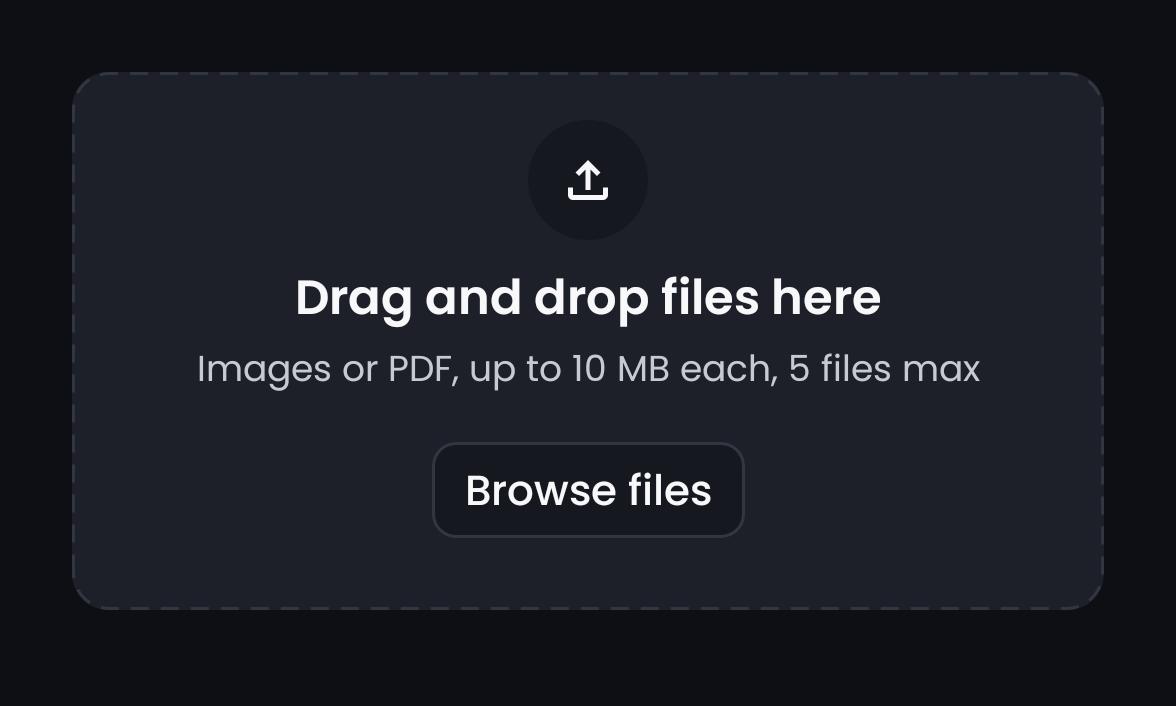 Drag and drop files here
Images or PDF, up to 10 MB each, 5 files max
Browse files